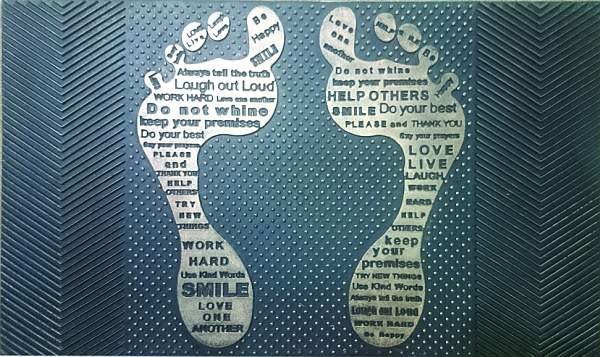 LOVE
LIVE
Laugh
Love
Be
Happy
SMILE
Always tell the truth
Laugh out Loud
WORK HARD Love one another
Do not whine
keep your premises
Do your best
Say your prayers
PLEASE
and
THANK YOU
HELP
OTHERS
TRY
NEW
THINGS
WORK
HARD
Use Kind Words
SMILE
LOVE
ONE
ANOTHER
Love
one
another
Do not whine
keep your premises
HELP OTHERS
SMILE Do your best
PLEASE and THANK YOU
Say your prayers
LOVE
LIVE
LAUGH
WORK
HARD
HELP
OTHERS
keep
your
premises
TRY NEW THINGS
Use Kind Words
Always tell the truth
Laugh out Loud
WORK HARD
Be Happy